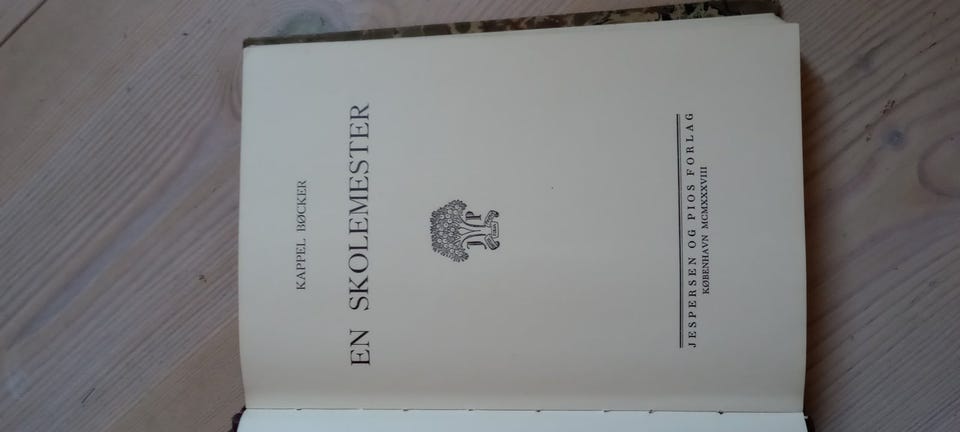 KAPPEL BØCKER
EN SKOLEMESTER
J P
JESPERSEN OG PIOS FORLAG
KØBENHAVN MCMXXXVIII